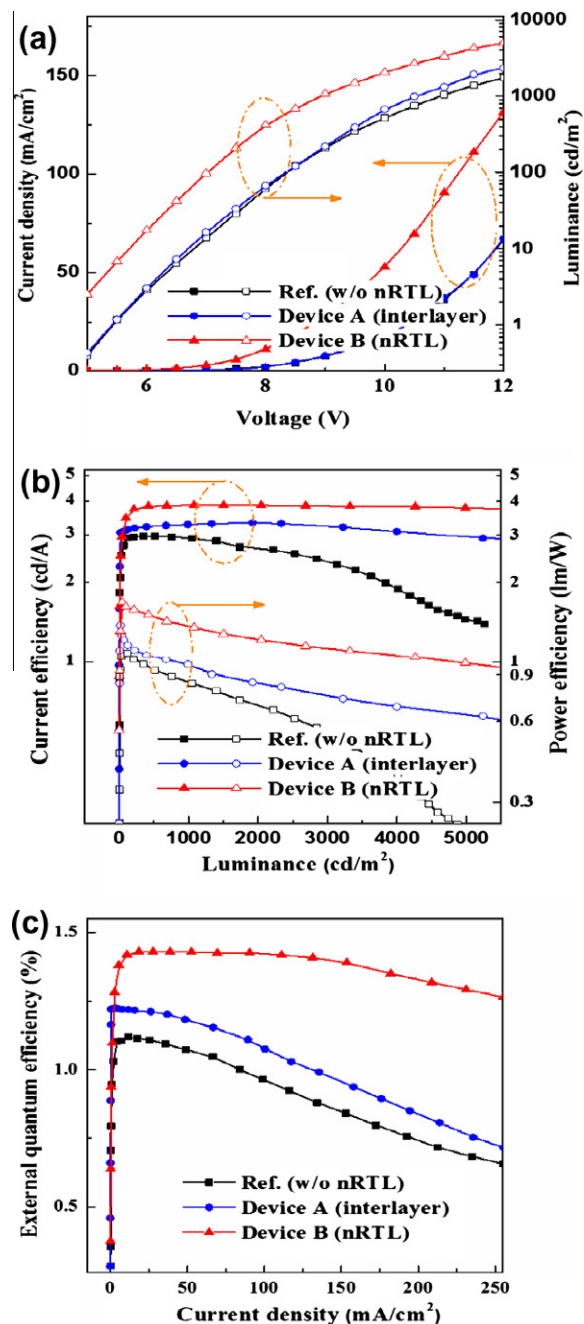 (a)
Current density (mA/cm²)
150
100
50
0
10000
1000
100
10
1
Luminance (cd/m²)
Ref. (w/o nRTL)
Device A (interlayer)
Device B (nRTL)
6
8
10
12
Voltage (V)
(b)
Current efficiency (cd/A)
5
4
3
2
1
5
4
3
2
1
0.9
0.6
0.3
Power efficiency (lm/W)
Ref. (w/o nRTL)
Device A (interlayer)
Device B (nRTL)
0
1000
2000
3000
4000
5000
Luminance (cd/m²)
(c)
External quantum efficiency (%)
1.5
1.0
0.5
Ref. (w/o nRTL)
Device A (interlayer)
Device B (nRTL)
0
50
100
150
200
250
Current density (mA/cm²)